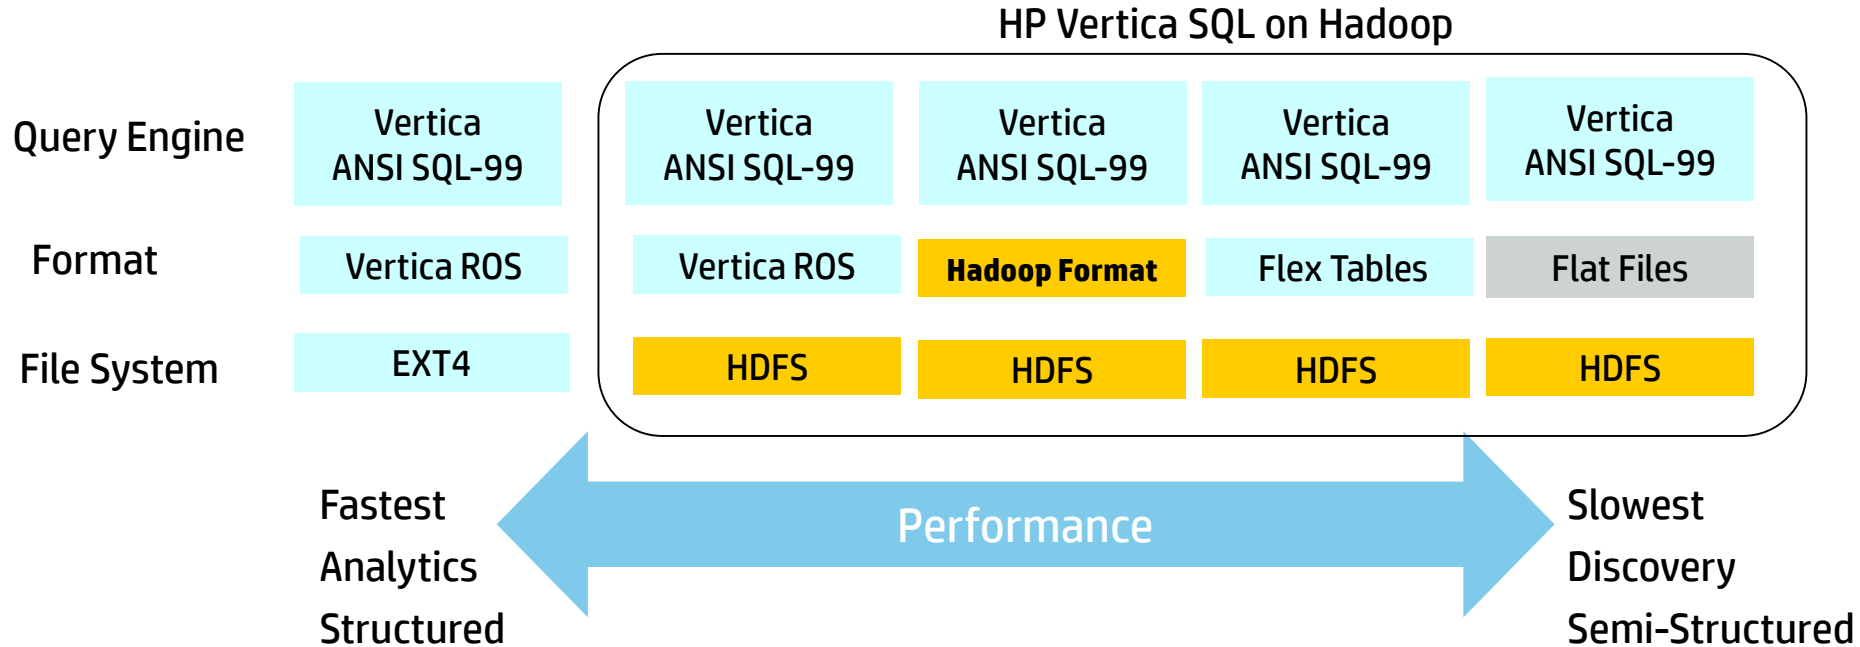 HP Vertica SQL on Hadoop
Query Engine
Vertica
ANSI SQL-99
Vertica
ANSI SQL-99
Vertica
ANSI SQL-99
Vertica
ANSI SQL-99
Vertica
ANSI SQL-99
Format
Vertica ROS
Vertica ROS
Hadoop Format
Flex Tables
Flat Files
File System
EXT4
HDFS
HDFS
HDFS
HDFS
Fastest
Analytics
Structured
Performance
Slowest
Discovery
Semi-Structured